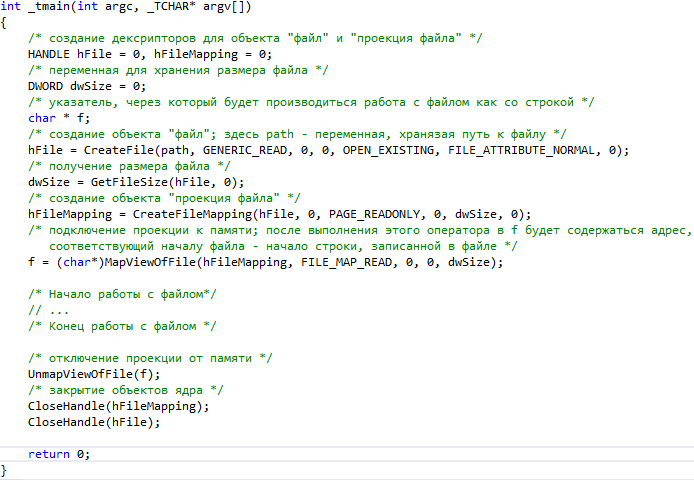 int _tmain(int argc, _TCHAR* argv[])
{
/* создание дексрипторов для объекта "файл" и "проекция файла" */
HANDLE hFile = 0, hFileMapping = 0;
/* переменная для хранения размера файла */
DWORD dwSize = 0;
/* указатель, через который будет производиться работа с файлом как со строкой */
char * f;
/* создание объекта "файл"; здесь path - переменная, хранязая путь к файлу */
hFile = CreateFile(path, GENERIC_READ, 0, 0, OPEN_EXISTING, FILE_ATTRIBUTE_NORMAL, 0);
/* получение размера файла */
dwSize = GetFileSize(hFile, 0);
/* создание объекта "проекция файла" */
hFileMapping = CreateFileMapping(hFile, 0, PAGE_READONLY, 0, dwSize, 0);
/* подключение проекции к памяти; после выполнения этого оператора в f будет содержаться адрес,
соответствующий началу файла - начало строки, записанной в файле */
f = (char*)MapViewOfFile(hFileMapping, FILE_MAP_READ, 0, 0, dwSize);
/* Начало работы с файлом*/
// ...
/* Конец работы с файлом */
/* отключение проекции от памяти */
UnmapViewOfFile(f);
/* закрытие объектов ядра */
CloseHandle(hFileMapping);
CloseHandle(hFile);
return 0;
}